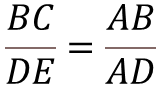 BC/DE = AB/AD